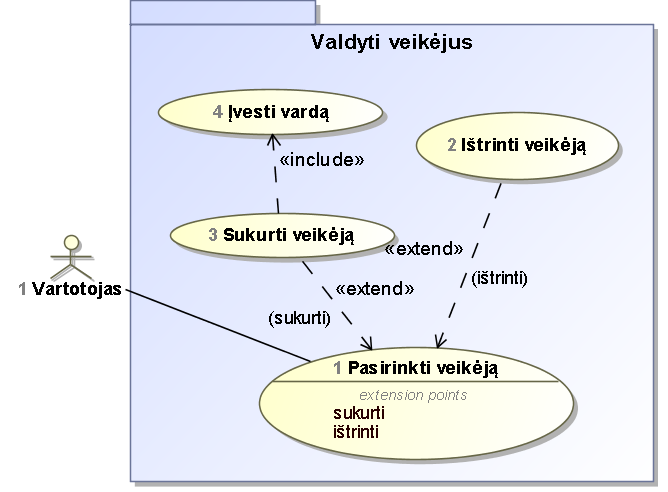 Valdyti veikėjus
4 Įvesti vardą
2 Ištrinti veikėją
«include»
3 Sukurti veikėją
«extend»
(ištrinti)
1 Vartotojas
«extend»
(sukurti)
1 Pasirinkti veikėją
extension points
sukurti
ištrinti